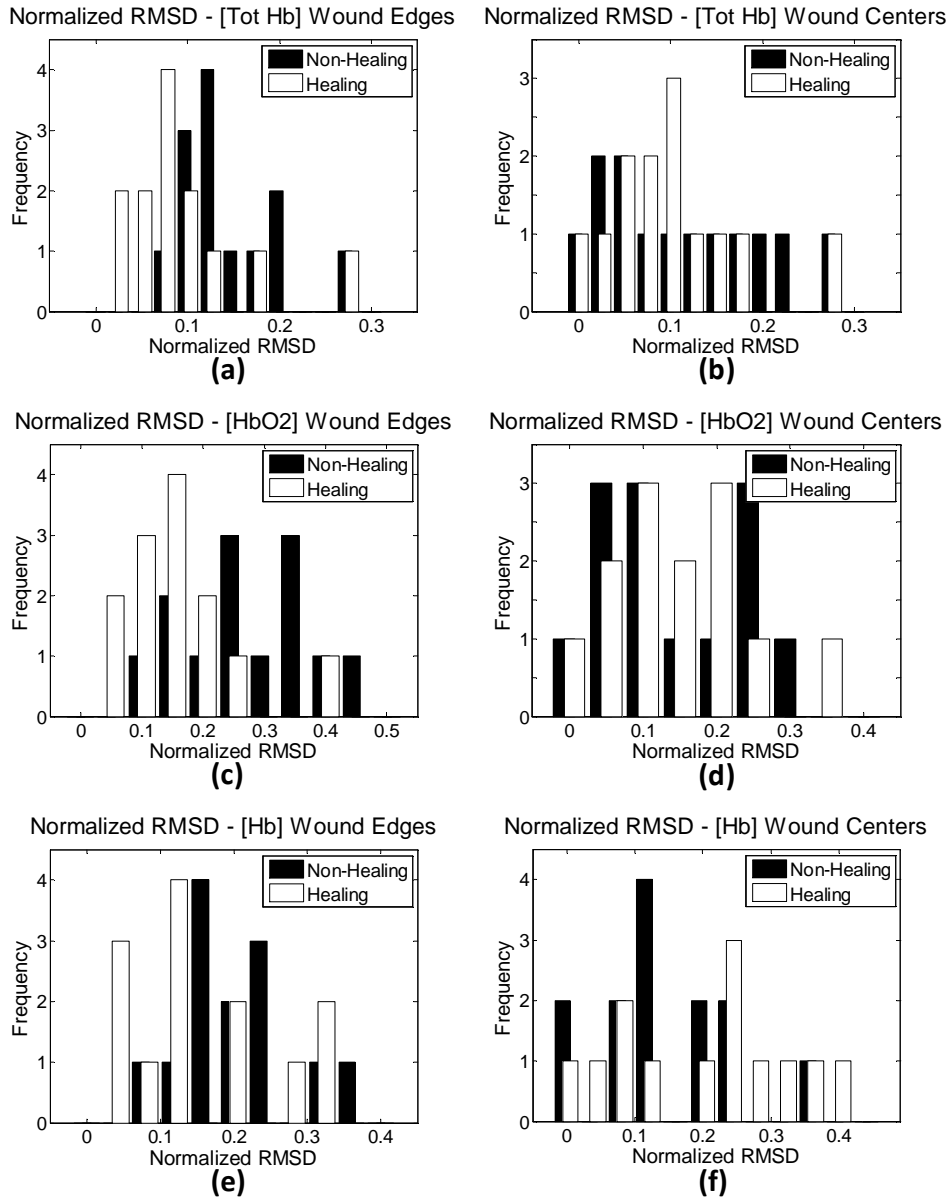 Normalized RMSD - [Tot Hb] Wound Edges
Non-Healing
Healing
Frequency
4
3
2
1
0
0 0.1 0.2 0.3
Normalized RMSD
(a)
Normalized RMSD - [Tot Hb] Wound Centers
Non-Healing
Healing
Frequency
3
2
1
0
0 0.1 0.2 0.3
Normalized RMSD
(b)
Normalized RMSD - [HbO2] Wound Edges
Non-Healing
Healing
Frequency
4
3
2
1
0
0 0.1 0.2 0.3 0.4 0.5
Normalized RMSD
(c)
Normalized RMSD - [HbO2] Wound Centers
Non-Healing
Healing
Frequency
3
2
1
0
0 0.1 0.2 0.3 0.4
Normalized RMSD
(d)
Normalized RMSD - [Hb] Wound Edges
Non-Healing
Healing
Frequency
4
3
2
1
0
0 0.1 0.2 0.3 0.4
Normalized RMSD
(e)
Normalized RMSD - [Hb] Wound Centers
Non-Healing
Healing
Frequency
4
3
2
1
0
0 0.1 0.2 0.3 0.4
Normalized RMSD
(f)